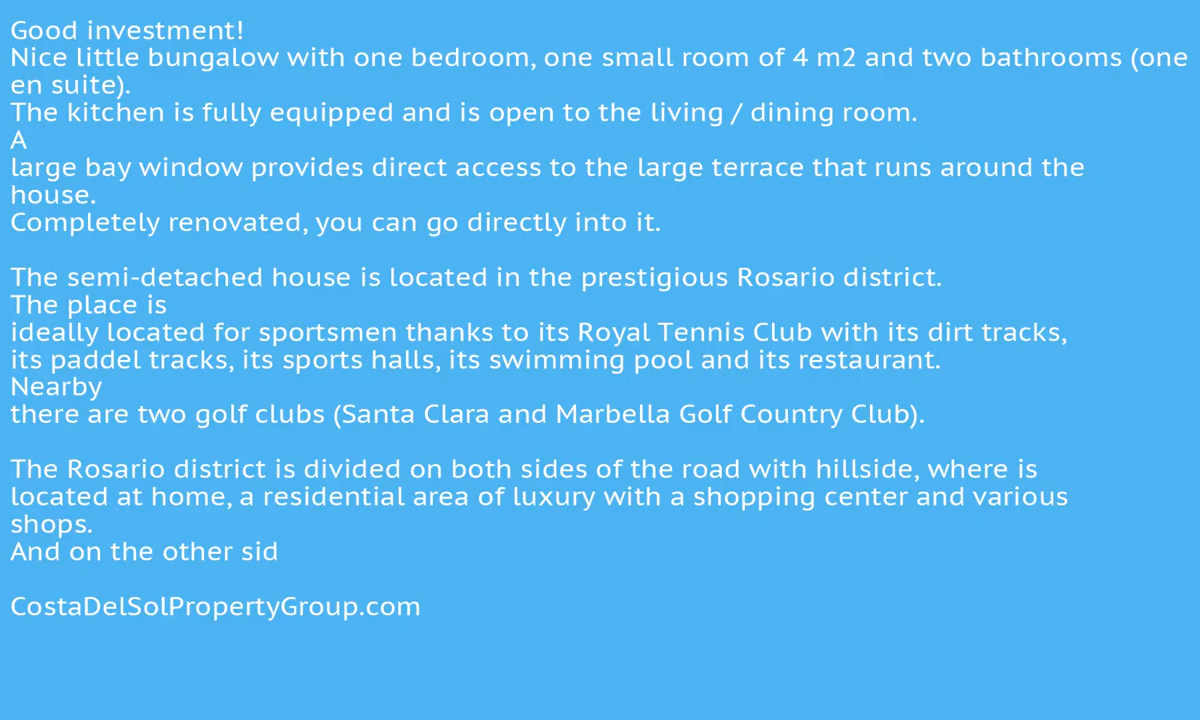 Good investment!
Nice little bungalow with one bedroom, one small room of 4 m2 and two bathrooms (one
en suite).
The kitchen is fully equipped and is open to the living / dining room.
A
large bay window provides direct access to the large terrace that runs around the
house.
Completely renovated, you can go directly into it.
The semi-detached house is located in the prestigious Rosario district.
The place is
ideally located for sportsmen thanks to its Royal Tennis Club with its dirt tracks,
its paddel tracks, its sports halls, its swimming pool and its restaurant.
Nearby
there are two golf clubs (Santa Clara and Marbella Golf Country Club).
The Rosario district is divided on both sides of the road with hillside, where is
located at home, a residential area of luxury with a shopping center and various
shops.
And on the other sid
CostaDelSolPropertyGroup.com